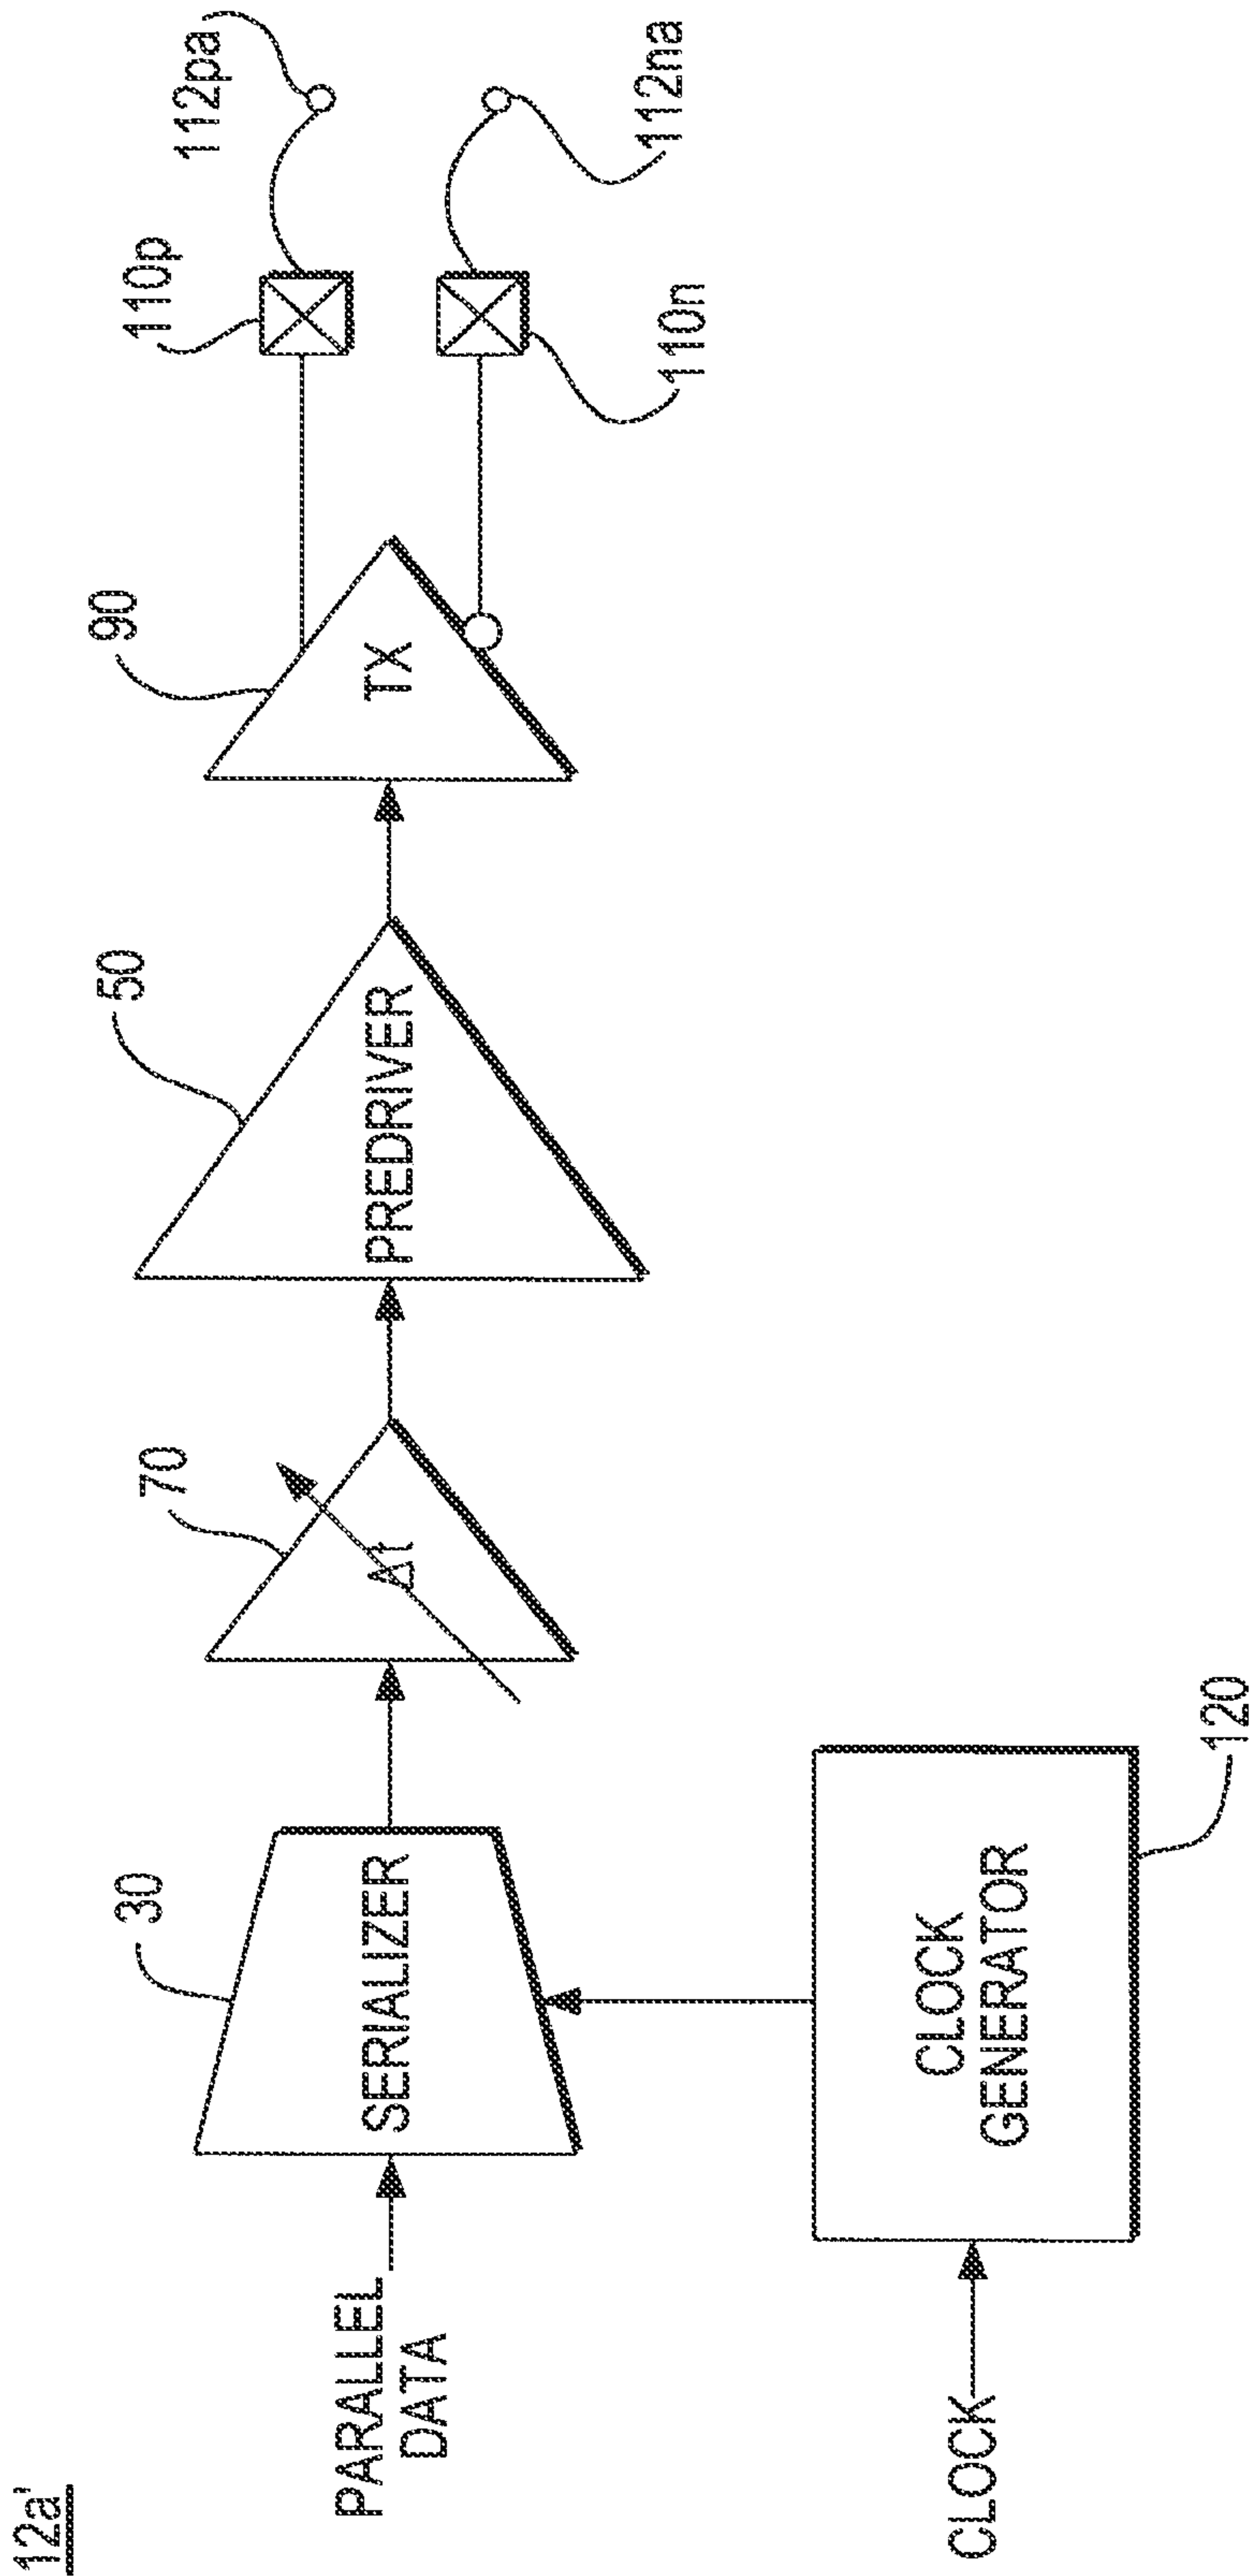 12a'
PARALLEL
DATA
30
SERIALIZER
70
Δt
50
PREDRIVER
90
TX
110p
112pa
110n
112na
CLOCK
CLOCK
GENERATOR
120